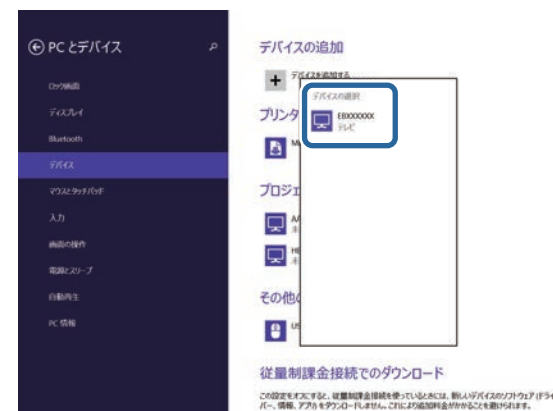 PC とデバイス
ロック画面
ディスプレイ
Bluetooth
デバイス
マウスとタッチパッド
入力
画面の操作
電源とスリープ
自動再生
PC 情報
デバイスの追加
デバイスを追加する
デバイスの選択
EBXXXXXX
テレビ
プリンタ
プロジェ
その他の
従量制課金接続でのダウンロード
この設定をオフにすると、従量制課金接続を使っているときには、新しいデバイスのソフトウェア (ドライ
バー、情報、アプリ) をダウンロードしません。これにより追加料金がかかることを避けられます。